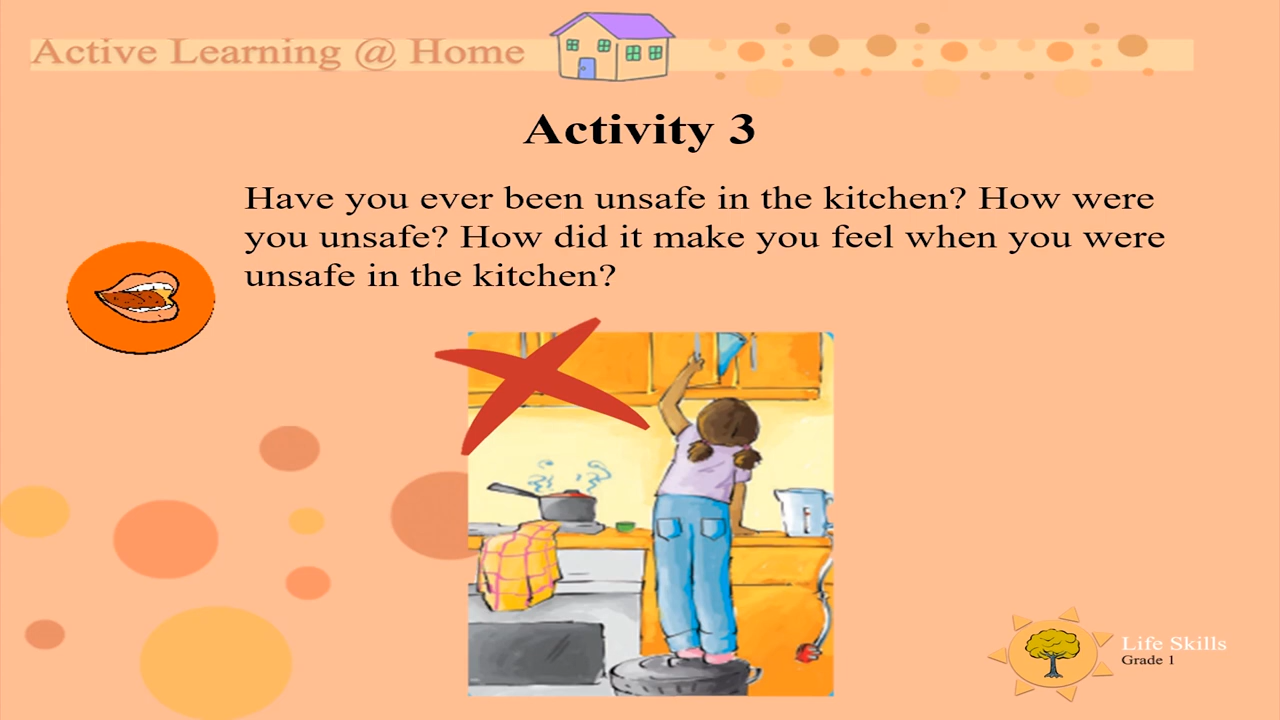 Active Learning @ Home
Activity 3
Have you ever been unsafe in the kitchen? How were
you unsafe? How did it make you feel when you were
unsafe in the kitchen?
Life Skills
Grade 1